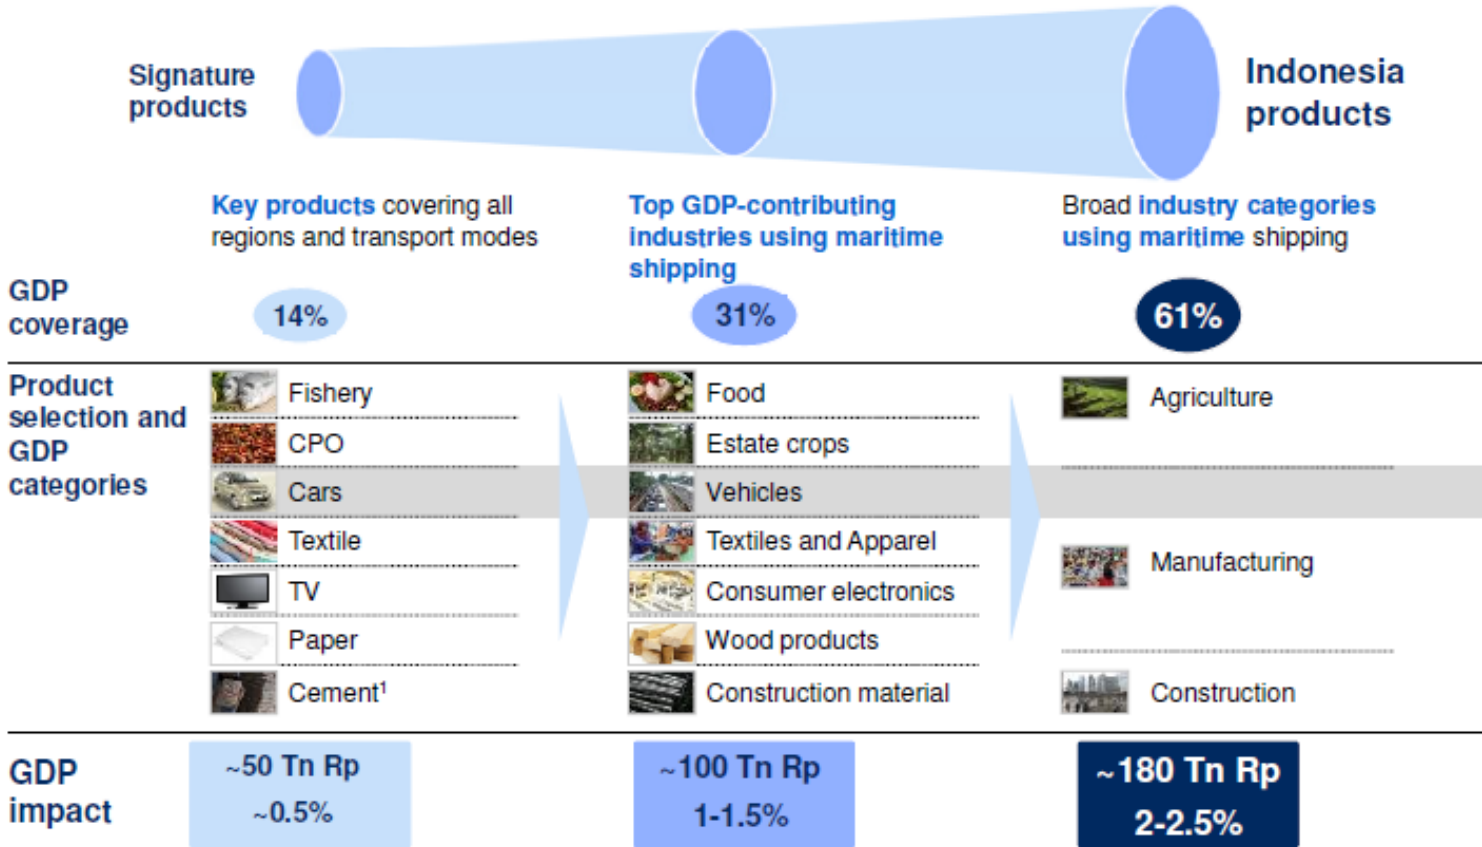 Signature
products
Indonesia
products
Key products covering all
regions and transport modes
Top GDP-contributing
industries using maritime
shipping
Broad industry categories
using maritime shipping
GDP
coverage
14%
31%
61%
Product
selection and
GDP
categories
Fishery
CPO
Cars
Textile
TV
Paper
Cement¹
Food
Estate crops
Vehicles
Textiles and Apparel
Consumer electronics
Wood products
Construction material
Agriculture
Manufacturing
Construction
GDP
impact
~50 Tn Rp
~0.5%
~100 Tn Rp
1-1.5%
~180 Tn Rp
2-2.5%